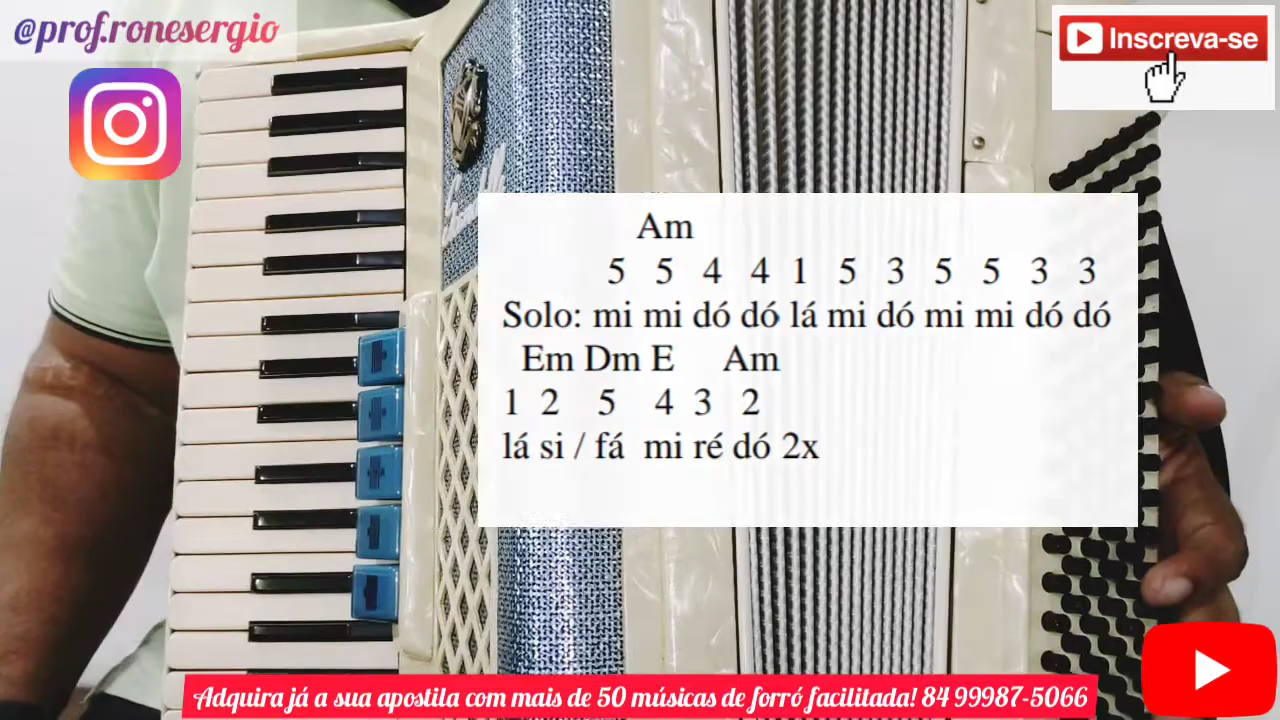 @prof.ronesergio
Inscreva-se
Am
5 5 4 4 1 5 3 5 5 3 3
Solo: mi mi dó dó lá mi dó mi mi dó dó
Em Dm E Am
1 2 5 4 3 2
lá si / fá mi ré dó 2x
Adquira já a sua apostila com mais de 50 músicas de forró facilitada! 84 99987-5066